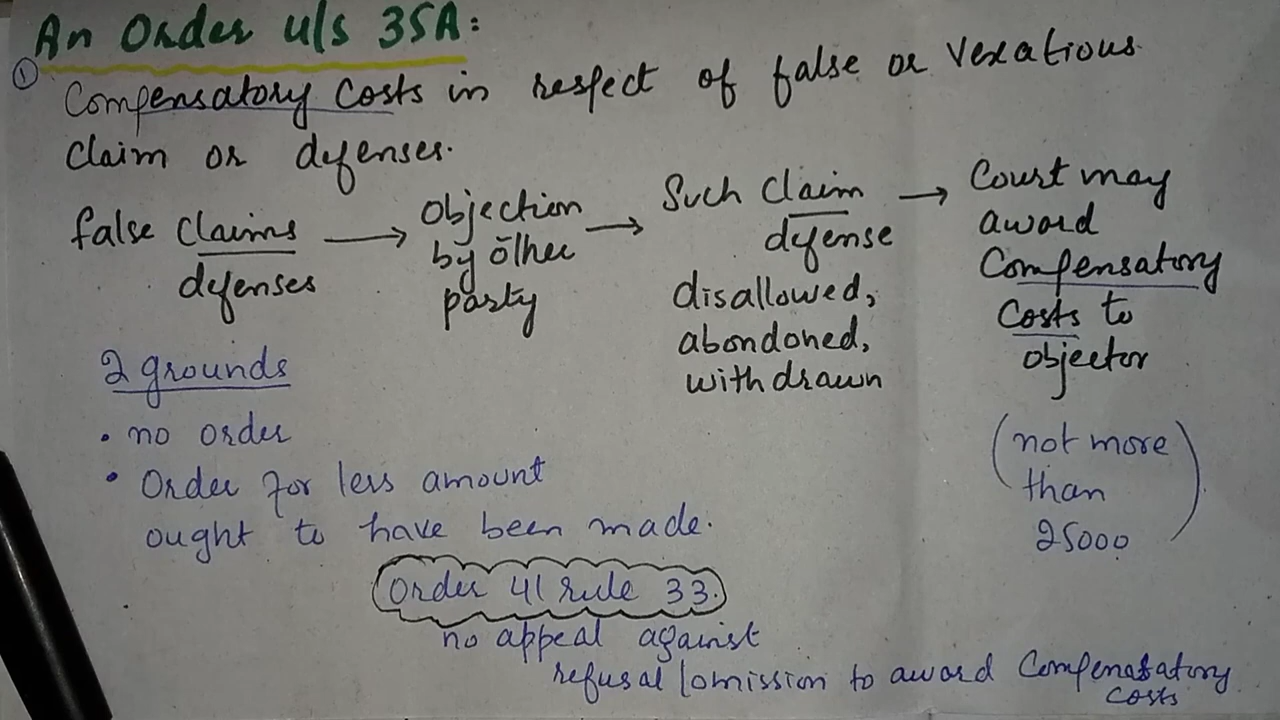 An Order u/s 35A:
① Compensatory Costs in respect of false or vexatious
Claim or defenses.
false claims
defenses
→
Objection
by other
party
→
Such Claim
defense
disallowed,
abondoned,
withdrawn
→
Court may
award
Compensatory
Costs to
objector
(not more
than
25000)
2 grounds
• no order
• Order for less amount
ought to have been made.
Order 41 rule 33.
no appeal against
refusal/omission to award Compenasatory
Costs